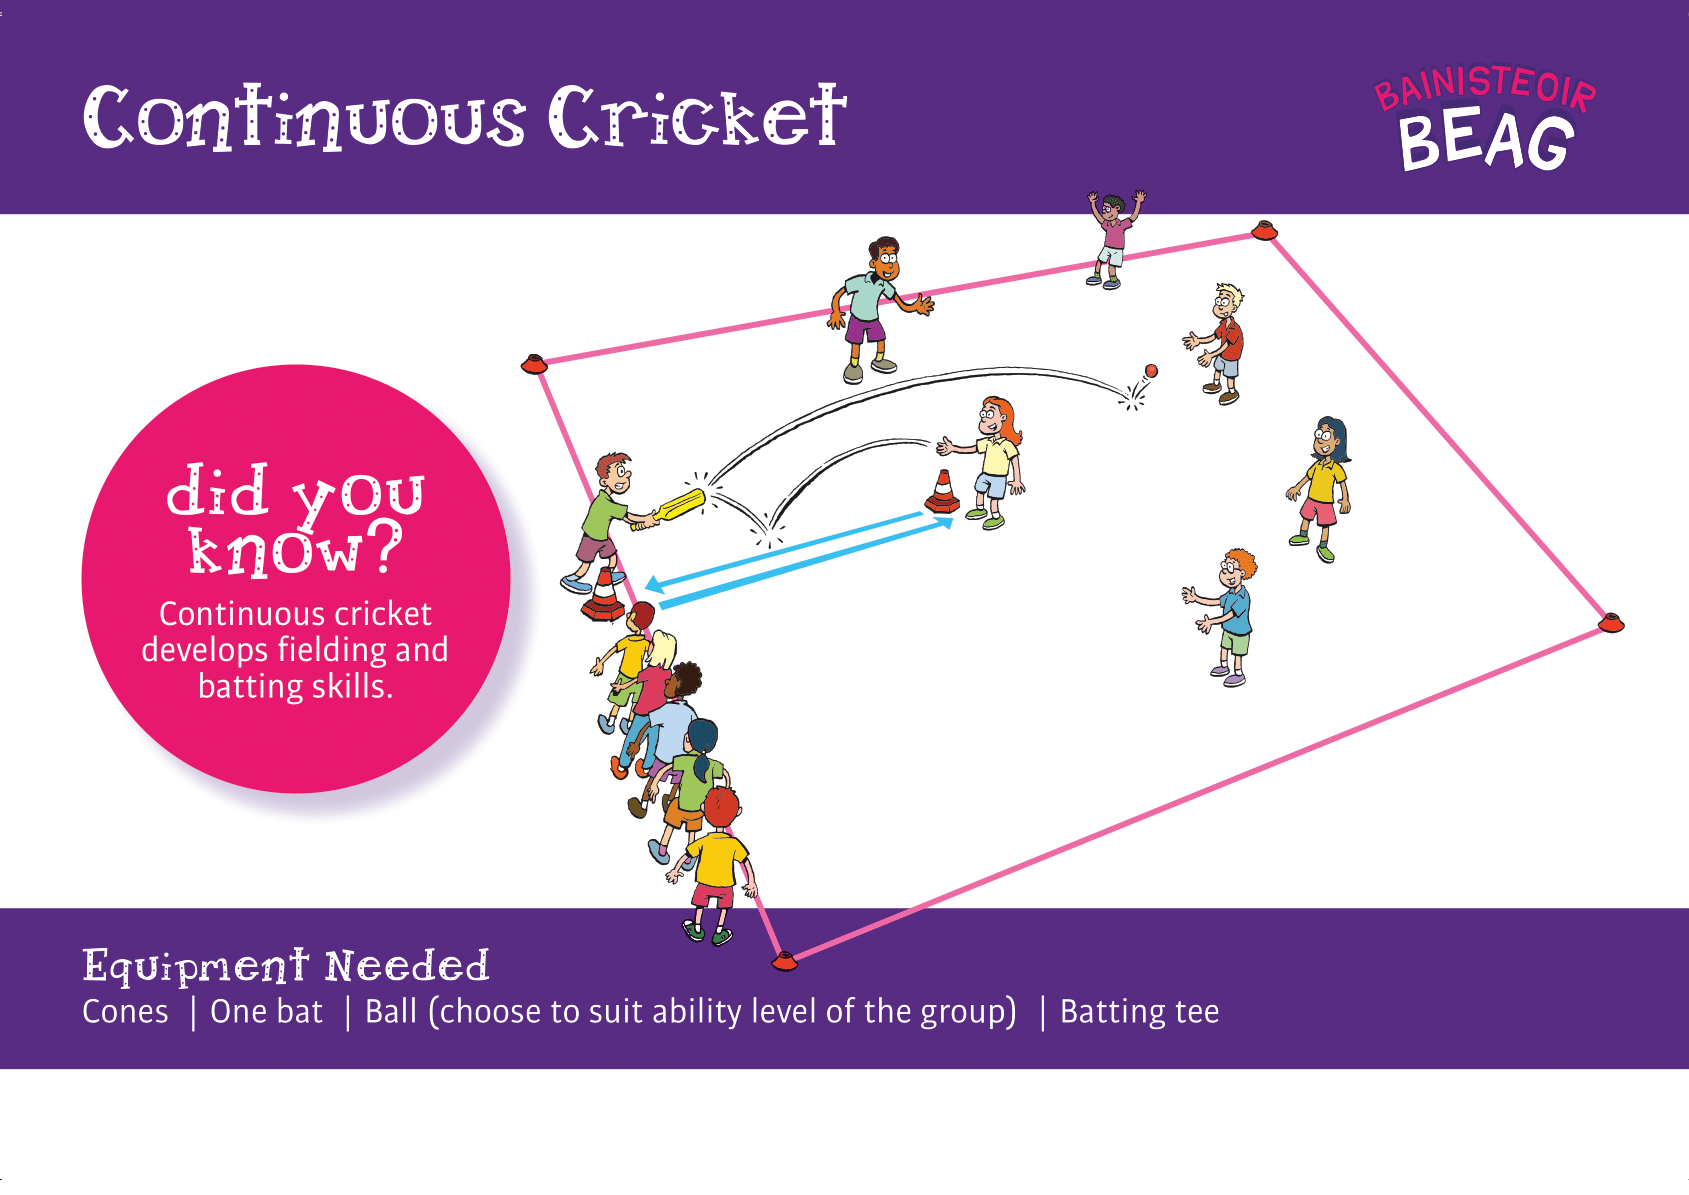 Continuous Cricket
BAINISTEOIR
BEAG
did you
know?
Continuous cricket
develops fielding and
batting skills.
Equipment Needed
Cones | One bat | Ball (choose to suit ability level of the group) | Batting tee